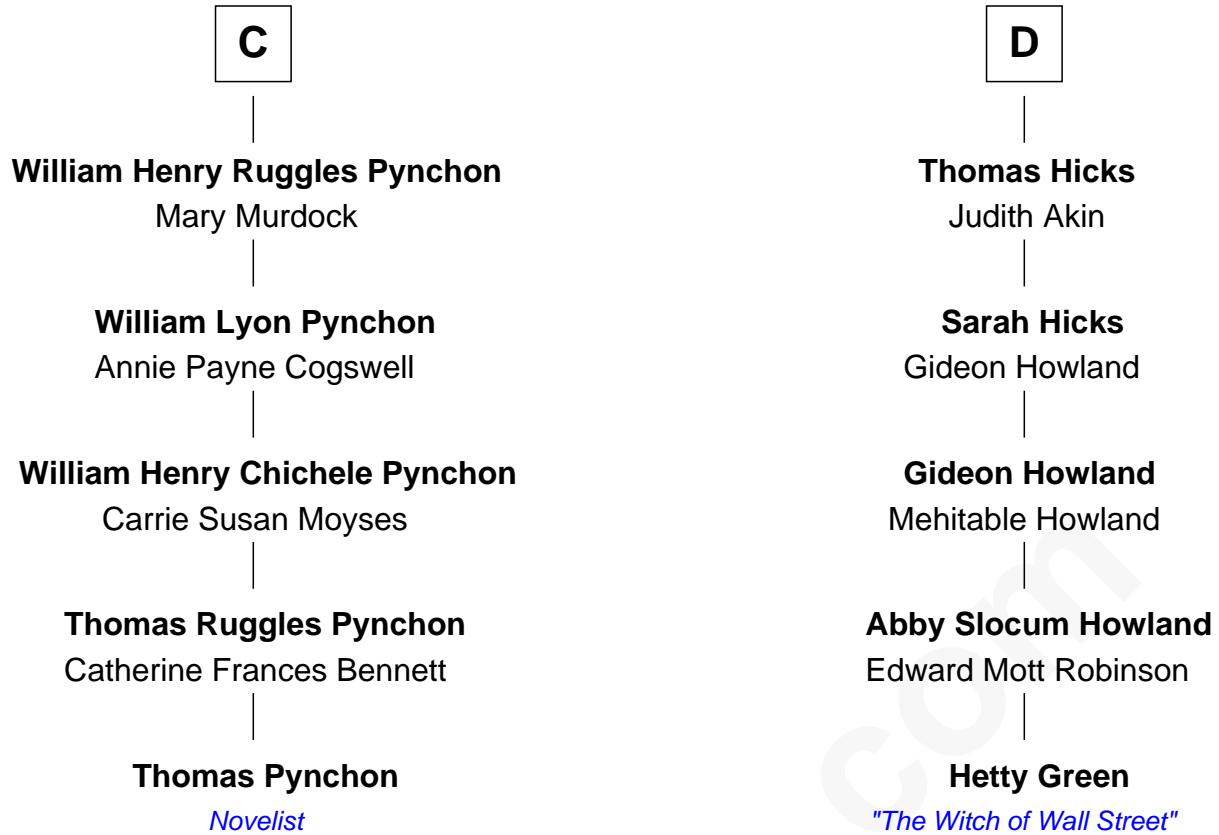 C
William Henry Ruggles Pynchon
Mary Murdock
William Lyon Pynchon
Annie Payne Cogswell
William Henry Chichele Pynchon
Carrie Susan Moyses
Thomas Ruggles Pynchon
Catherine Frances Bennett
Thomas Pynchon
Novelist
D
Thomas Hicks
Judith Akin
Sarah Hicks
Gideon Howland
Gideon Howland
Mehitable Howland
Abby Slocum Howland
Edward Mott Robinson
Hetty Green
"The Witch of Wall Street"
com